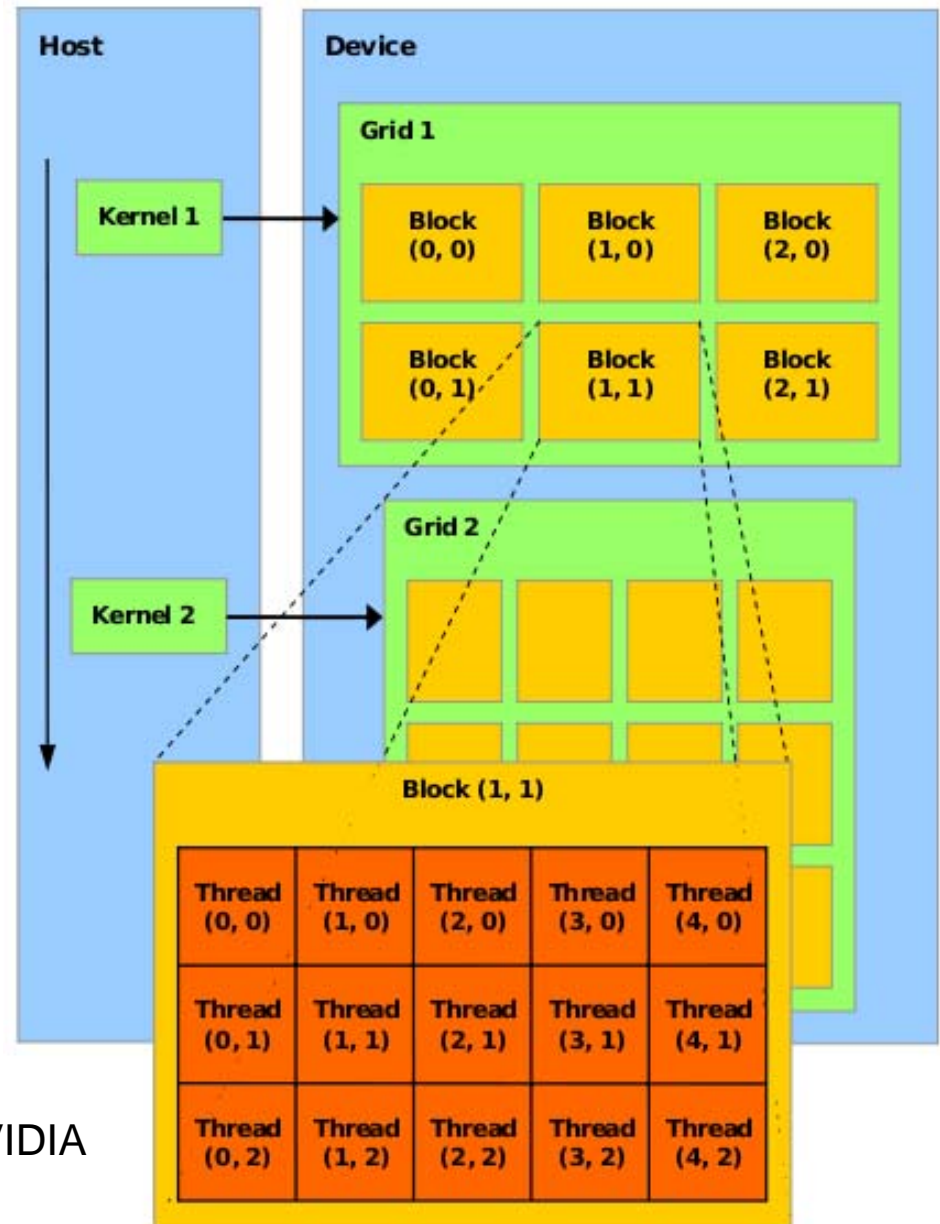 Host
Device
Grid 1
Kernel 1
Block
(0, 0)
Block
(1, 0)
Block
(2, 0)
Block
(0, 1)
Block
(1, 1)
Block
(2, 1)
Grid 2
Kernel 2
Block (1, 1)
Thread
(0, 0)
Thread
(1, 0)
Thread
(2, 0)
Thread
(3, 0)
Thread
(4, 0)
Thread
(0, 1)
Thread
(1, 1)
Thread
(2, 1)
Thread
(3, 1)
Thread
(4, 1)
Thread
(0, 2)
Thread
(1, 2)
Thread
(2, 2)
Thread
(3, 2)
Thread
(4, 2)